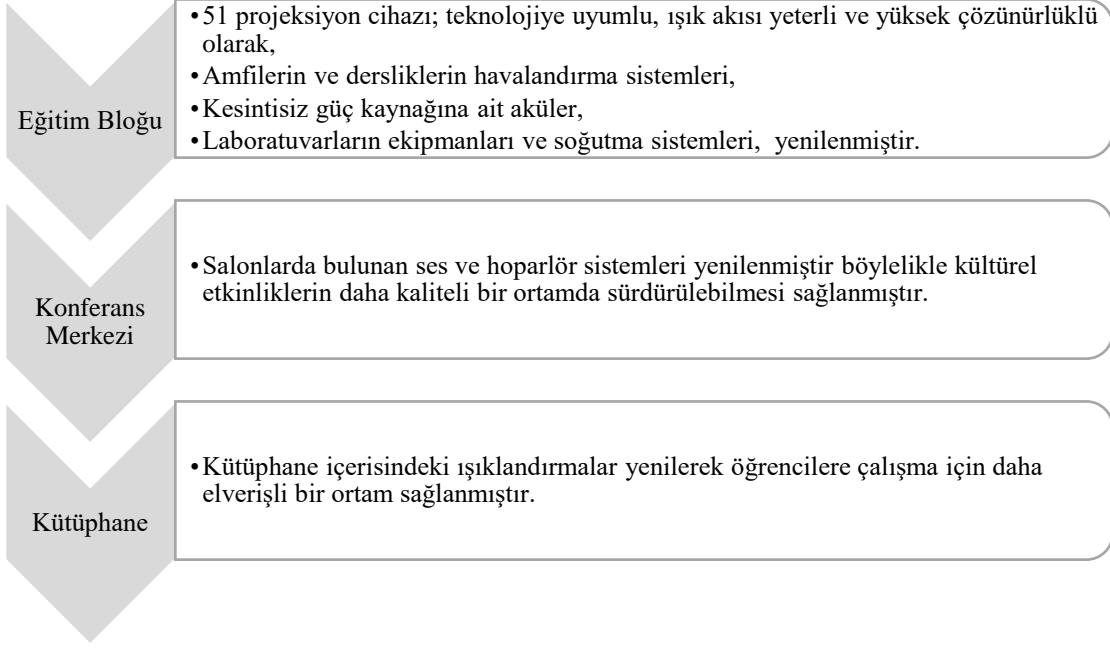 Eğitim Bloğu
•51 projeksiyon cihazı; teknolojiye uyumlu, ışık akısı yeterli ve yüksek çözünürlüklü
olarak,
•Amfilerin ve dersliklerin havalandırma sistemleri,
•Kesintisiz güç kaynağına ait aküler,
•Laboratuvarların ekipmanları ve soğutma sistemleri, yenilenmiştir.
Konferans
Merkezi
•Salonlarda bulunan ses ve hoparlör sistemleri yenilenmiştir böylelikle kültürel
etkinliklerin daha kaliteli bir ortamda sürdürülebilmesi sağlanmıştır.
Kütüphane
•Kütüphane içerisindeki ışıklandırmalar yenilerek öğrencilere çalışma için daha
elverişli bir ortam sağlanmıştır.